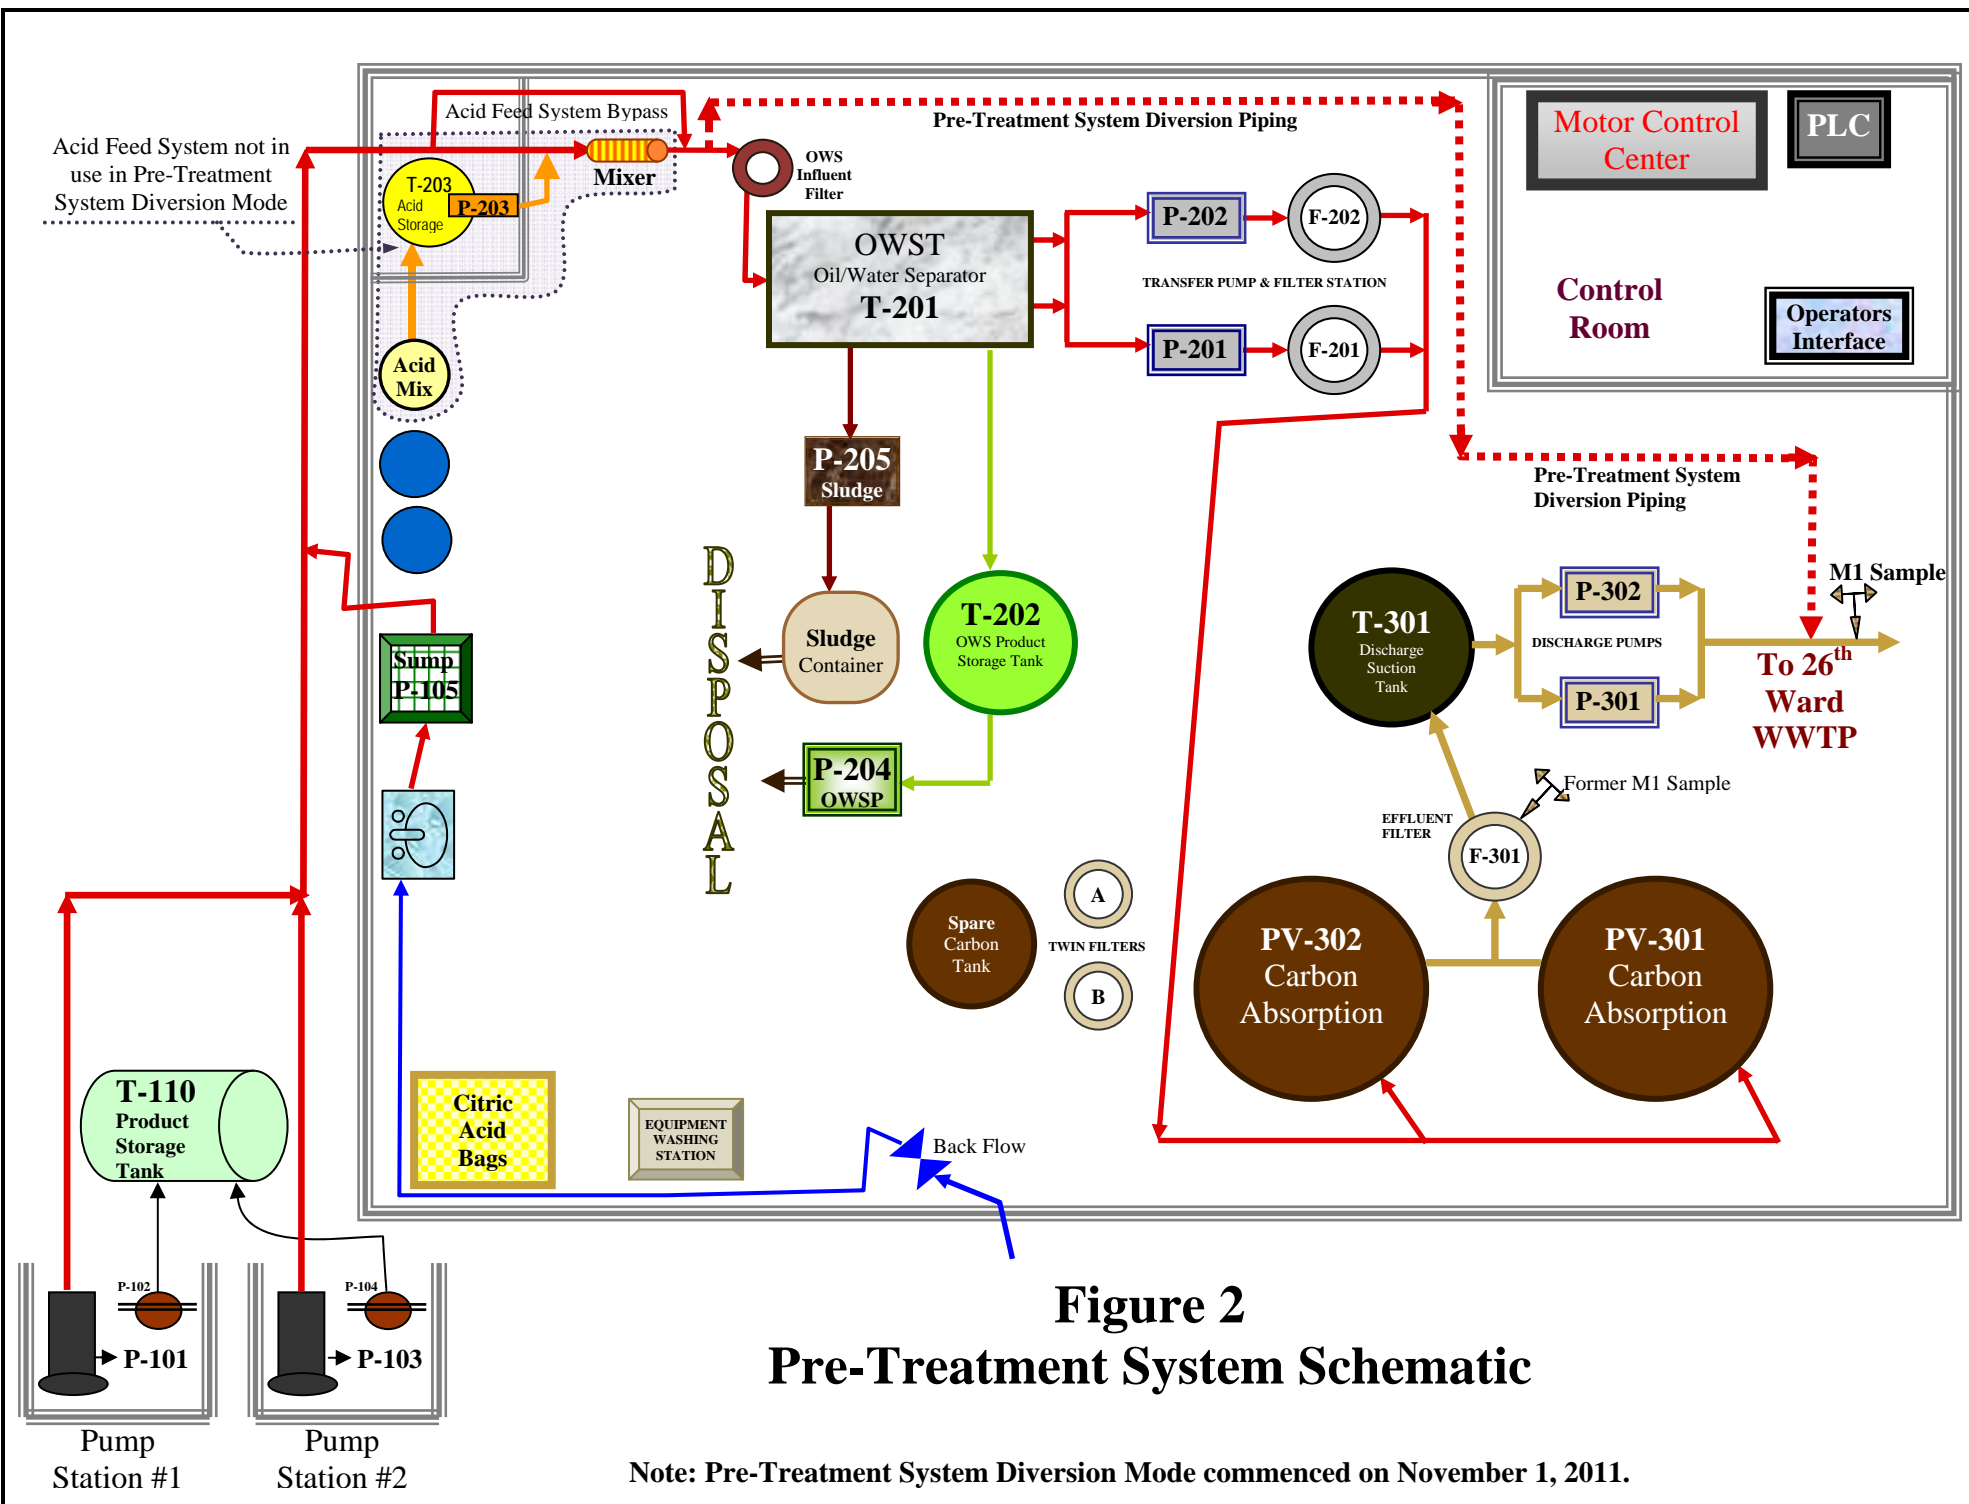 Acid Feed System not in
use in Pre-Treatment
System Diversion Mode
Acid Feed System Bypass
T-203
Acid
Storage
P-203
Mixer
Acid
Mix
OWS
Influent
Filter
Pre-Treatment System Diversion Piping
OWST
Oil/Water Separator
T-201
P-202
F-202
TRANSFER PUMP & FILTER STATION
P-201
F-201
Motor Control
Center
PLC
Control
Room
Operators
Interface
P-205
Sludge
Pre-Treatment System
Diversion Piping
DISPOSAL
Sludge
Container
T-202
OWS Product
Storage Tank
P-204
OWSP
Sump
P-105
T-301
Discharge
Suction
Tank
P-302
DISCHARGE PUMPS
P-301
M1 Sample
To 26th
Ward
WWTP
Former M1 Sample
EFFLUENT
FILTER
F-301
Spare
Carbon
Tank
A
TWIN FILTERS
B
PV-302
Carbon
Absorption
PV-301
Carbon
Absorption
T-110
Product
Storage
Tank
Citric
Acid
Bags
EQUIPMENT
WASHING
STATION
Back Flow
P-102
P-101
P-104
P-103
Pump
Station #1
Pump
Station #2
Figure 2
Pre-Treatment System Schematic
Note: Pre-Treatment System Diversion Mode commenced on November 1, 2011.